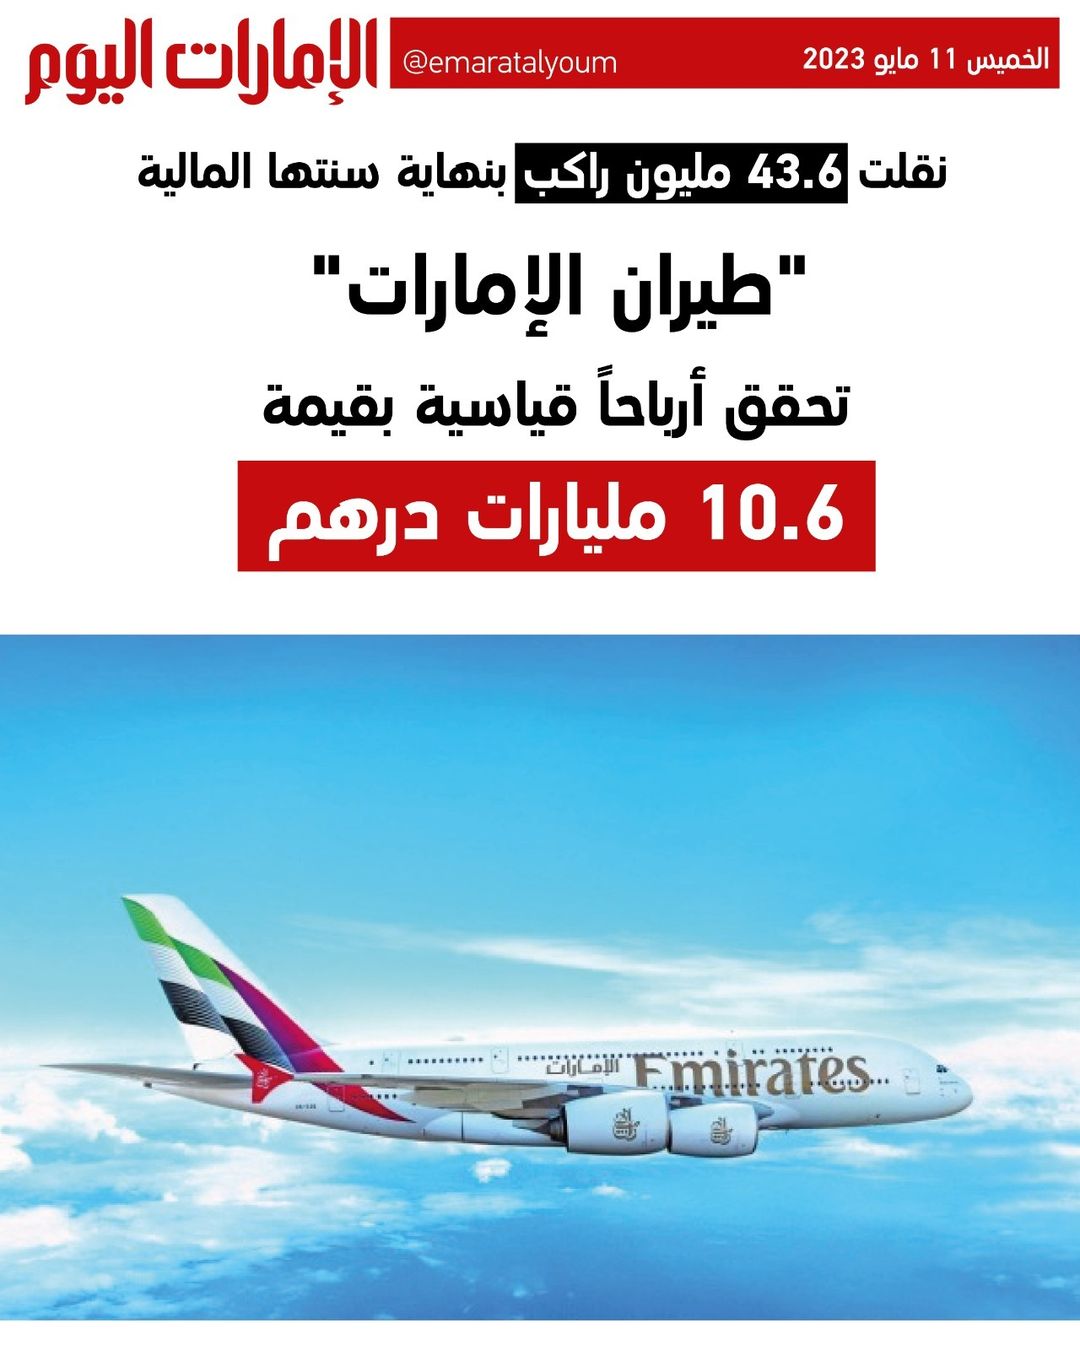 الإمارات اليوم
@emaratalyoum
الخميس 11 مايو 2023
نقلت 43.6 مليون راكب بنهاية سنتها المالية
"طيران الإمارات"
تحقق أرباحاً قياسية بقيمة
10.6 مليارات درهم
الإمارات Emirates